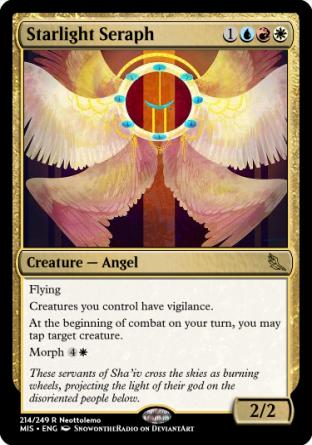 Starlight Seraph 1
Creature — Angel
Flying
Creatures you control have vigilance.
At the beginning of combat on your turn, you may
tap target creature.
Morph 4
These servants of Sha'iv cross the skies as burning
wheels, projecting the light of their god on the
disoriented people below.
2/2
214/249 R Neottolemo
MIS • ENG SnowontheRadio on DeviantArt